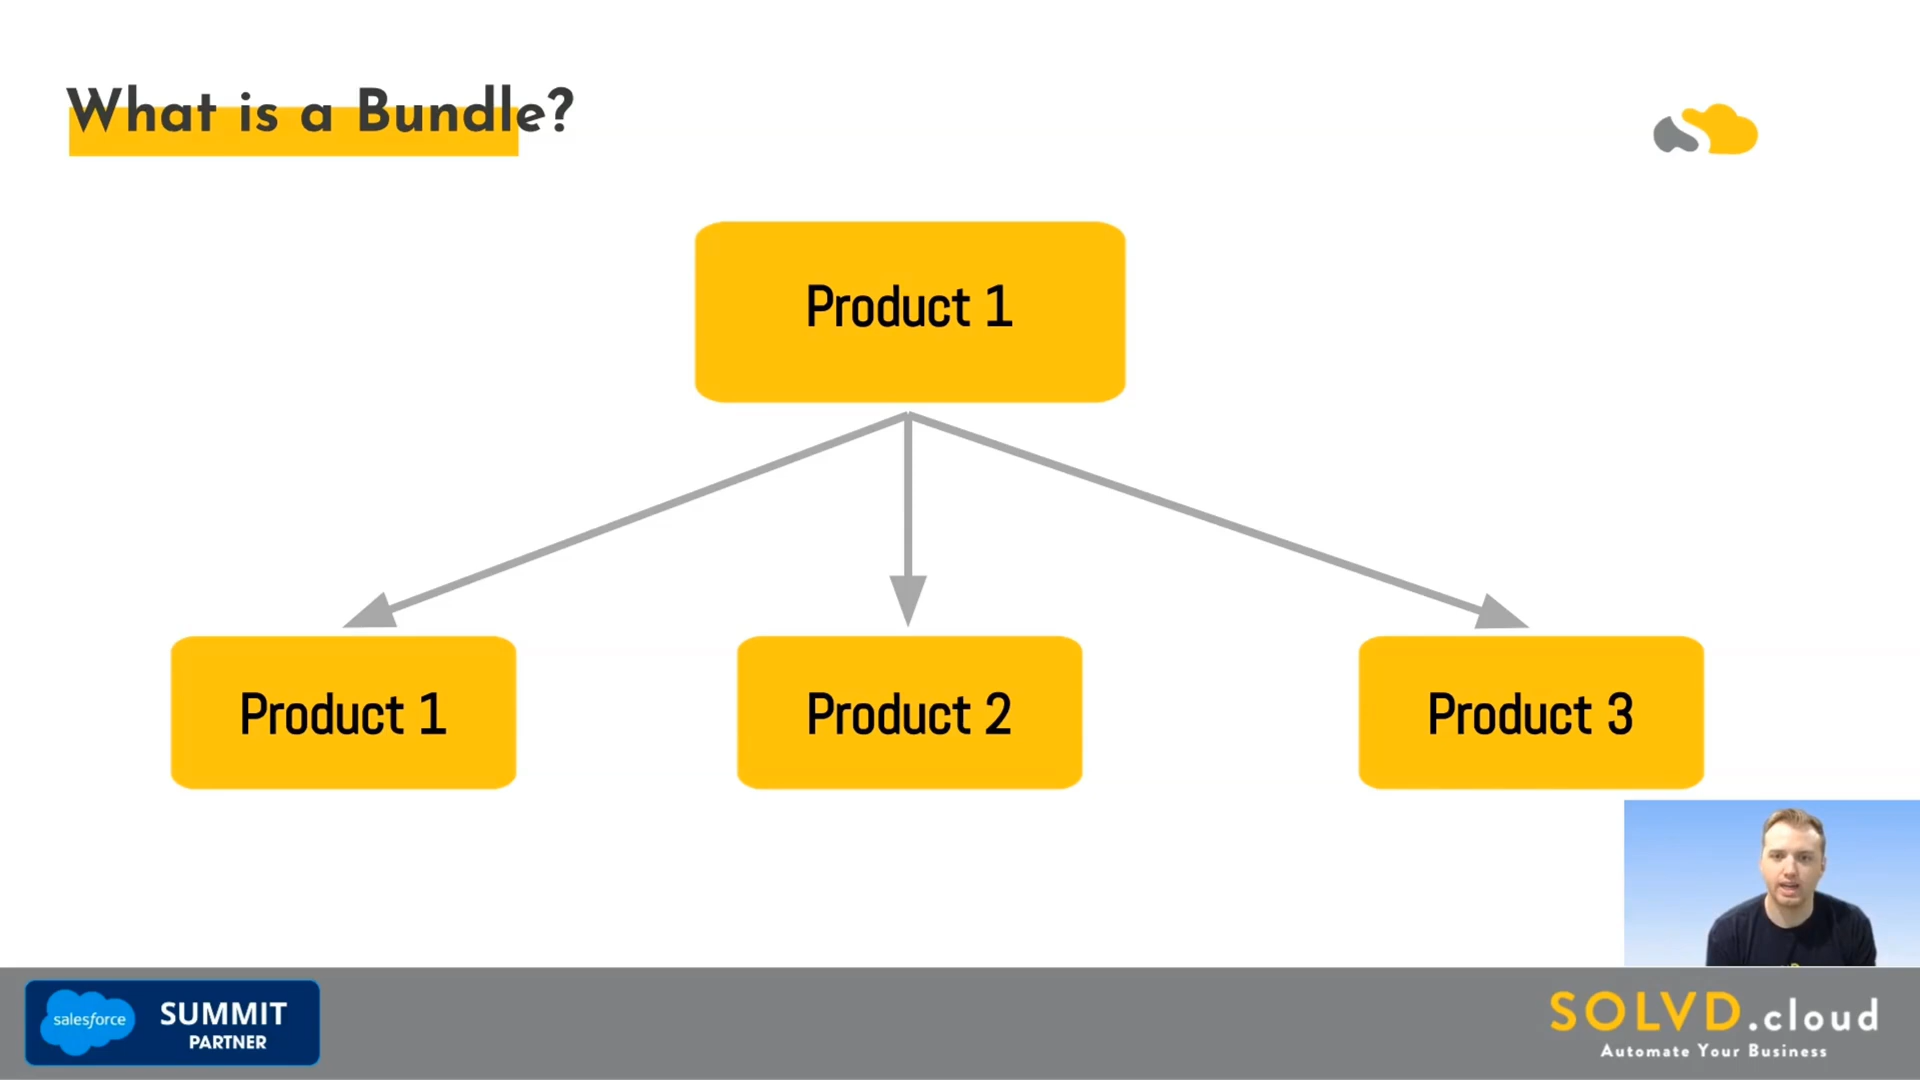 What is a Bundle?
Product 1
Product 1
Product 2
Product 3
salesforce
SUMMIT
PARTNER
SOLVD.cloud
Automate Your Business